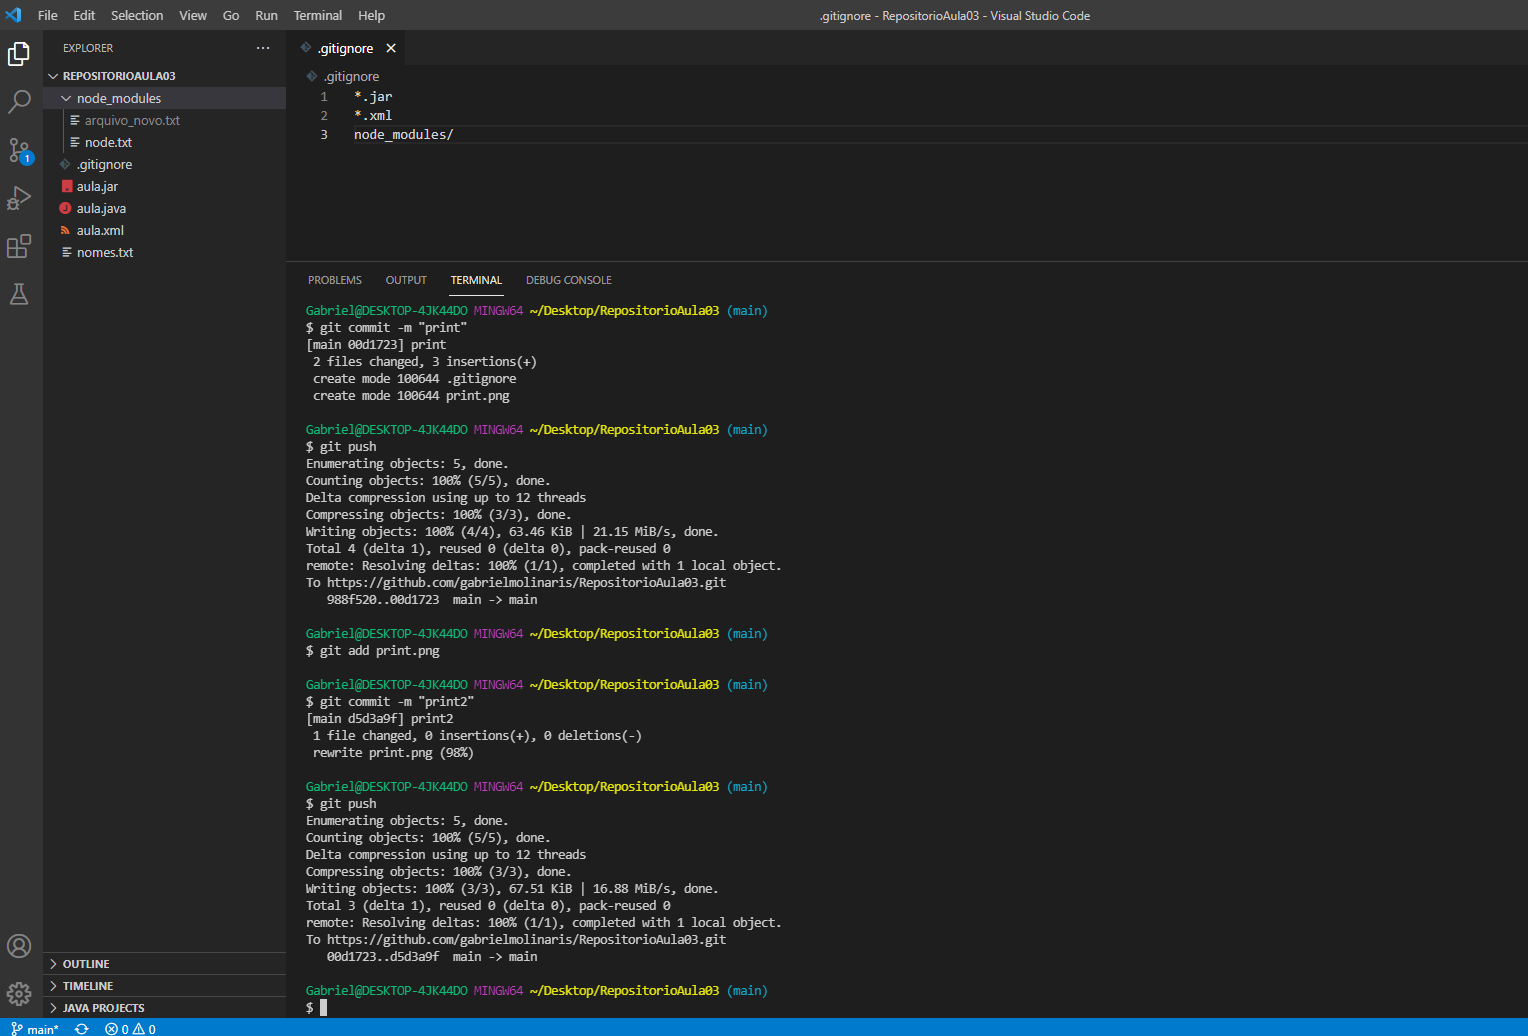 File Edit Selection View Go Run Terminal Help
.gitignore - RepositorioAula03 - Visual Studio Code
EXPLORER ...
REPOSITORIOAULA03
node_modules
arquivo_novo.txt
node.txt
.gitignore
aula.jar
aula.java
aula.xml
nomes.txt
OUTLINE
TIMELINE
JAVA PROJECTS
1
.gitignore
.gitignore
1 *.jar
2 *.xml
3 node_modules/
PROBLEMS OUTPUT TERMINAL DEBUG CONSOLE
Gabriel@DESKTOP-4JK44DO MINGW64 ~/Desktop/RepositorioAula03 (main)
$ git commit -m "print"
[main 00d1723] print
2 files changed, 3 insertions(+)
create mode 100644 .gitignore
create mode 100644 print.png
Gabriel@DESKTOP-4JK44DO MINGW64 ~/Desktop/RepositorioAula03 (main)
$ git push
Enumerating objects: 5, done.
Counting objects: 100% (5/5), done.
Delta compression using up to 12 threads
Compressing objects: 100% (3/3), done.
Writing objects: 100% (4/4), 63.46 KiB | 21.15 MiB/s, done.
Total 4 (delta 1), reused 0 (delta 0), pack-reused 0
remote: Resolving deltas: 100% (1/1), completed with 1 local object.
To https://github.com/gabrielmolinaris/RepositorioAula03.git
988f520..00d1723 main -> main
Gabriel@DESKTOP-4JK44DO MINGW64 ~/Desktop/RepositorioAula03 (main)
$ git add print.png
Gabriel@DESKTOP-4JK44DO MINGW64 ~/Desktop/RepositorioAula03 (main)
$ git commit -m "print2"
[main d5d3a9f] print2
1 file changed, 0 insertions(+), 0 deletions(-)
rewrite print.png (98%)
Gabriel@DESKTOP-4JK44DO MINGW64 ~/Desktop/RepositorioAula03 (main)
$ git push
Enumerating objects: 5, done.
Counting objects: 100% (5/5), done.
Delta compression using up to 12 threads
Compressing objects: 100% (3/3), done.
Writing objects: 100% (3/3), 67.51 KiB | 16.88 MiB/s, done.
Total 3 (delta 1), reused 0 (delta 0), pack-reused 0
remote: Resolving deltas: 100% (1/1), completed with 1 local object.
To https://github.com/gabrielmolinaris/RepositorioAula03.git
00d1723..d5d3a9f main -> main
Gabriel@DESKTOP-4JK44DO MINGW64 ~/Desktop/RepositorioAula03 (main)
$
main* 0 0